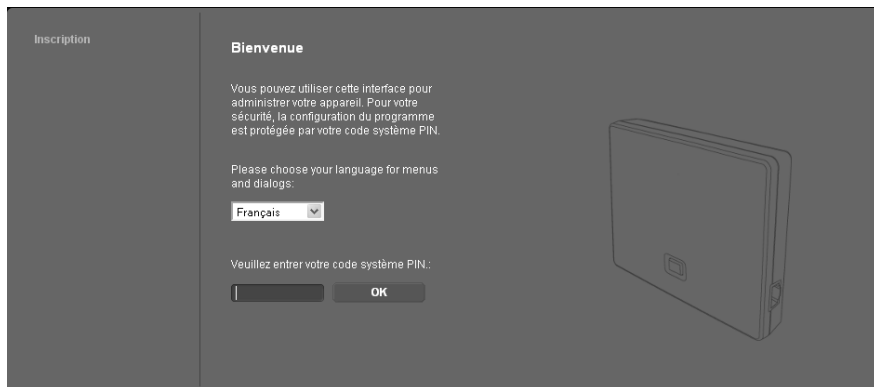 Inscription
Bienvenue
Vous pouvez utiliser cette interface pour
administrer votre appareil. Pour votre
sécurité, la configuration du programme
est protégée par votre code système PIN.
Please choose your language for menus
and dialogs:
Français
Veuillez entrer votre code système PIN.:
OK